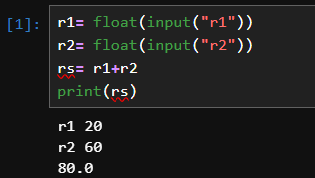 [1]: r1= float(input("r1"))
r2= float(input("r2"))
rs= r1+r2
print(rs)
r1 20
r2 60
80.0